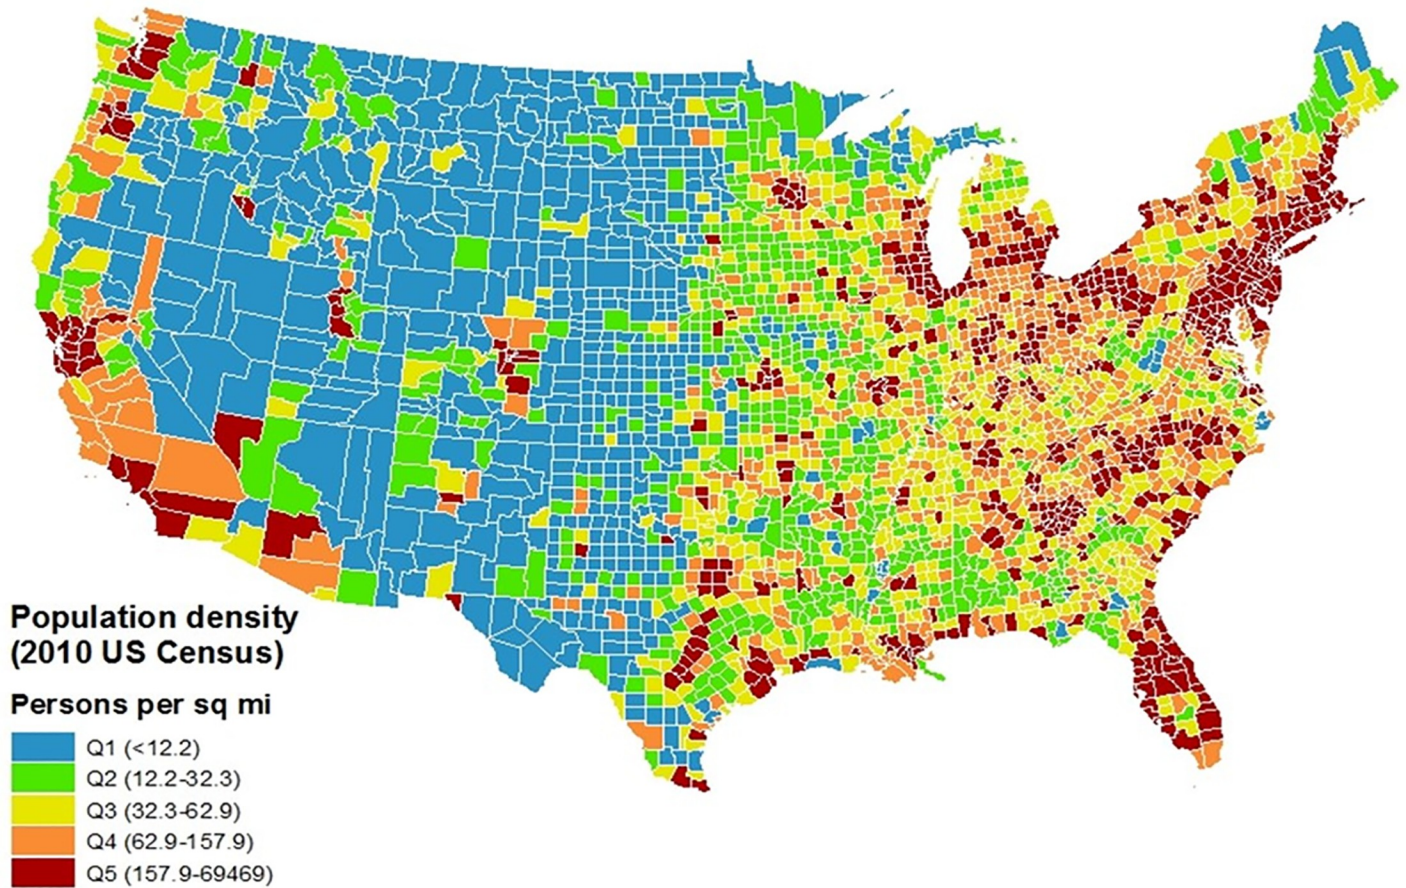 Population density
(2010 US Census)
Persons per sq mi
Q1 (<12.2)
Q2 (12.2-32.3)
Q3 (32.3-62.9)
Q4 (62.9-157.9)
Q5 (157.9-69469)